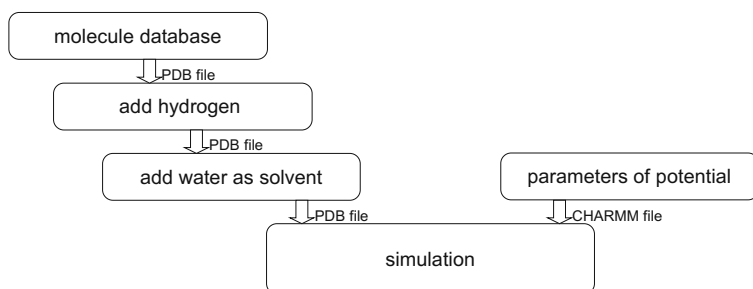 molecule database
PDB file
add hydrogen
PDB file
add water as solvent
parameters of potential
PDB file
CHARMM file
simulation